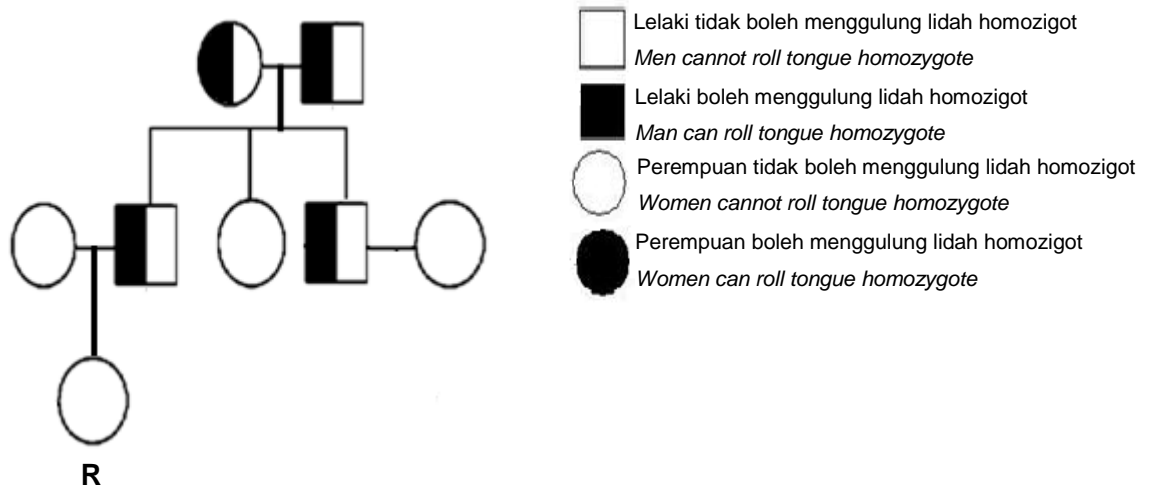 Lelaki tidak boleh menggulung lidah homozigot
Men cannot roll tongue homozygote
Lelaki boleh menggulung lidah homozigot
Man can roll tongue homozygote
Perempuan tidak boleh menggulung lidah homozigot
Women cannot roll tongue homozygote
Perempuan boleh menggulung lidah homozigot
Women can roll tongue homozygote
R